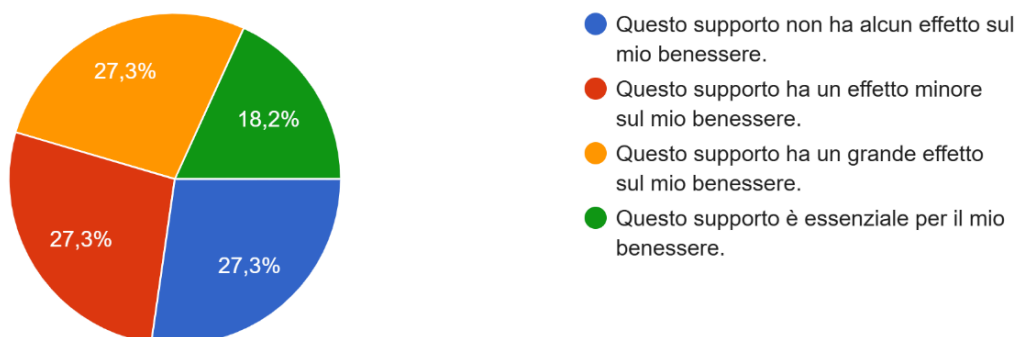 27,3%
18,2%
27,3%
27,3%
Questo supporto non ha alcun effetto sul
mio benessere.
Questo supporto ha un effetto minore
sul mio benessere.
Questo supporto ha un grande effetto
sul mio benessere.
Questo supporto è essenziale per il mio
benessere.